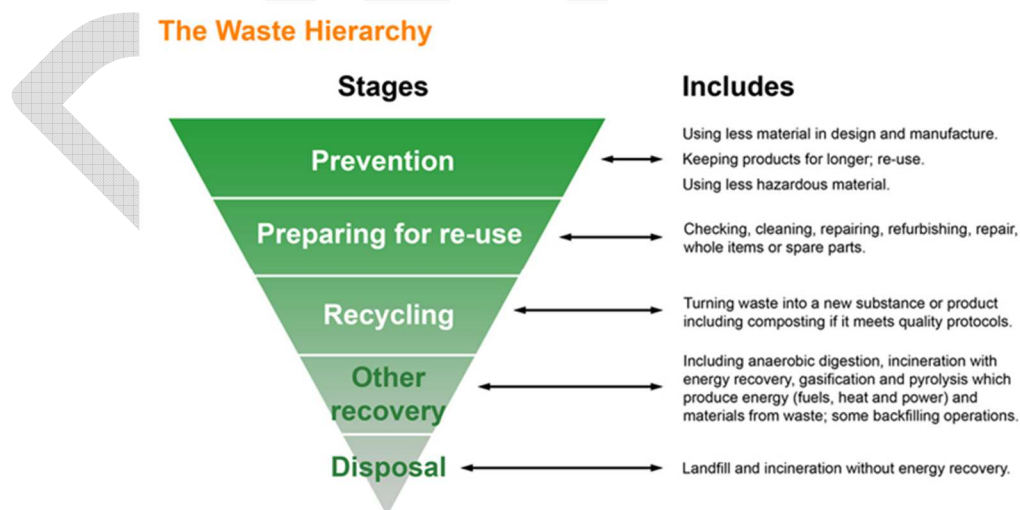 The Waste Hierarchy
Stages
Includes
Prevention
Using less material in design and manufacture.
Keeping products for longer; re-use.
Using less hazardous material.
Preparing for re-use
Checking, cleaning, repairing, refurbishing, repair,
whole items or spare parts.
Recycling
Turning waste into a new substance or product
including composting if it meets quality protocols.
Other
recovery
Including anaerobic digestion, incineration with
energy recovery, gasification and pyrolysis which
produce energy (fuels, heat and power) and
materials from waste; some backfilling operations.
Disposal
Landfill and incineration without energy recovery.